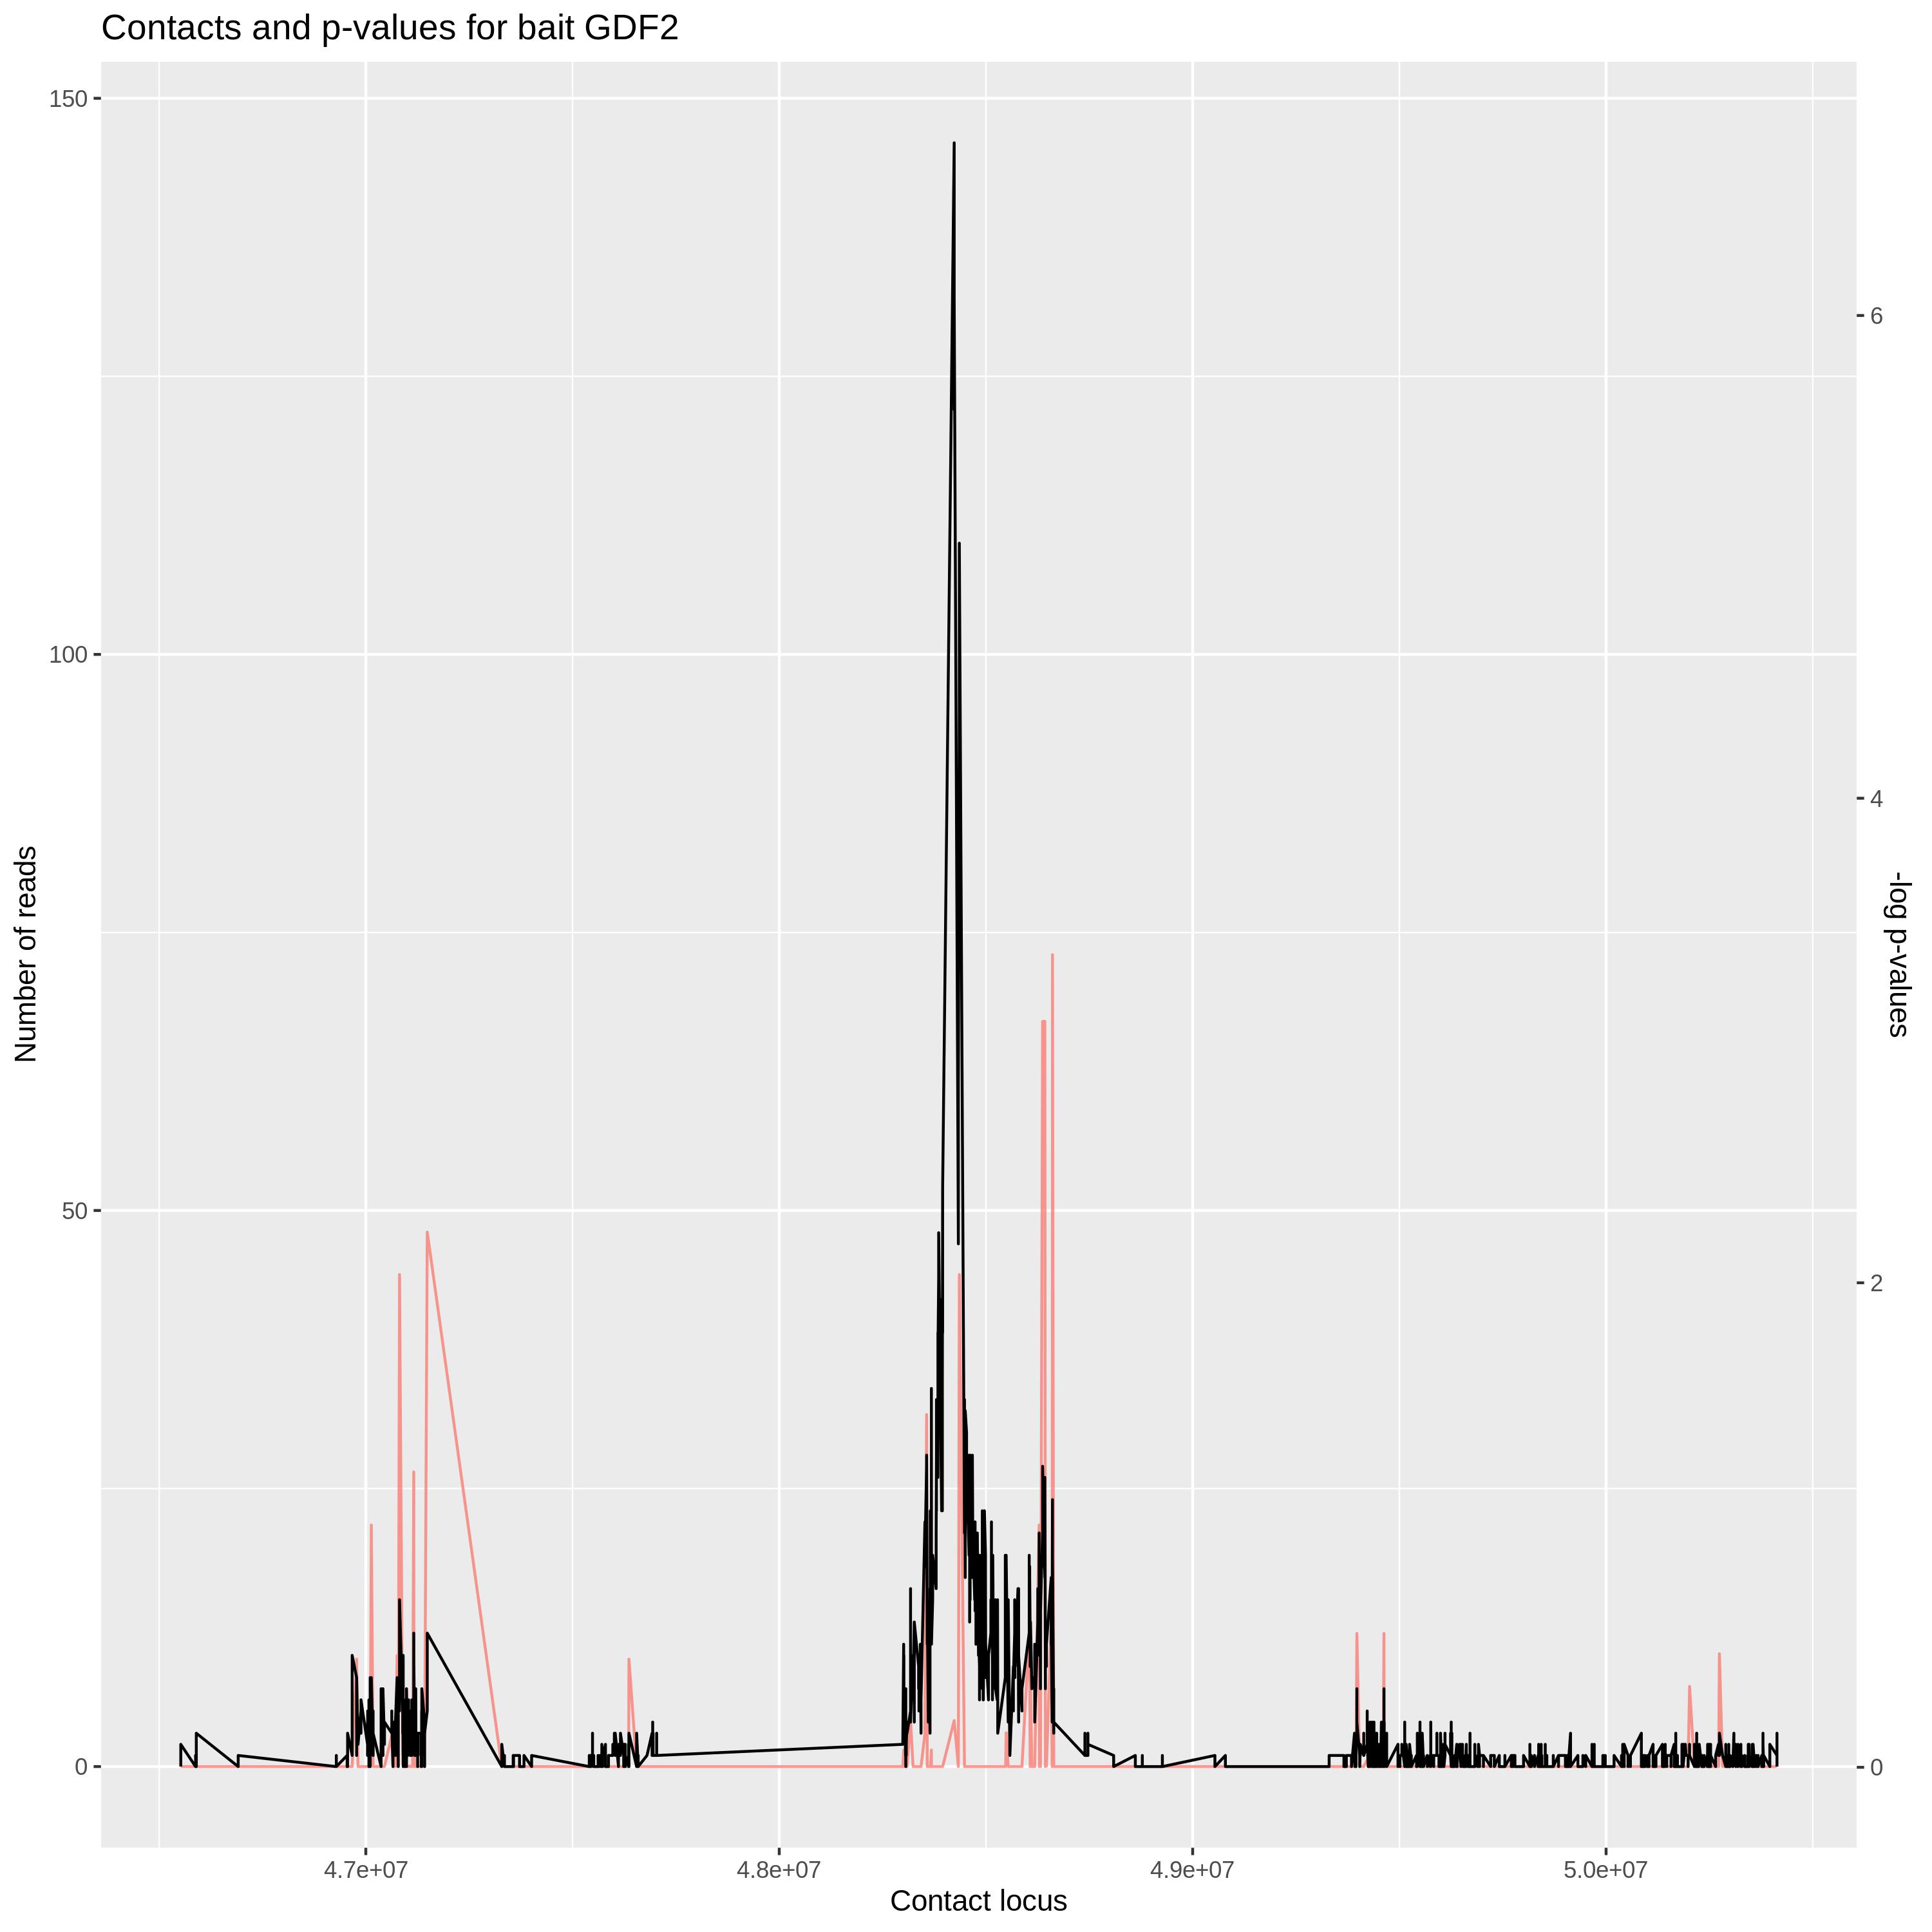 Contacts and p-values for bait GDF2
150
100
50
0
Number of reads
6
4
2
0
-log p-values
4.7e+07
4.8e+07
4.9e+07
5.0e+07
Contact locus